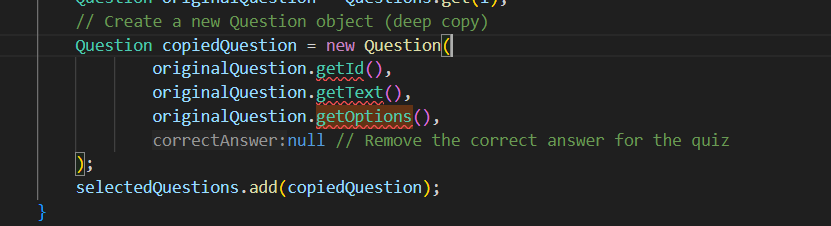 Question originalQuestion = Questions.get(i);
// Create a new Question object (deep copy)
Question copiedQuestion = new Question(
originalQuestion.getId(),
originalQuestion.getText(),
originalQuestion.getOptions(),
correctAnswer:null // Remove the correct answer for the quiz
);
selectedQuestions.add(copiedQuestion);
}